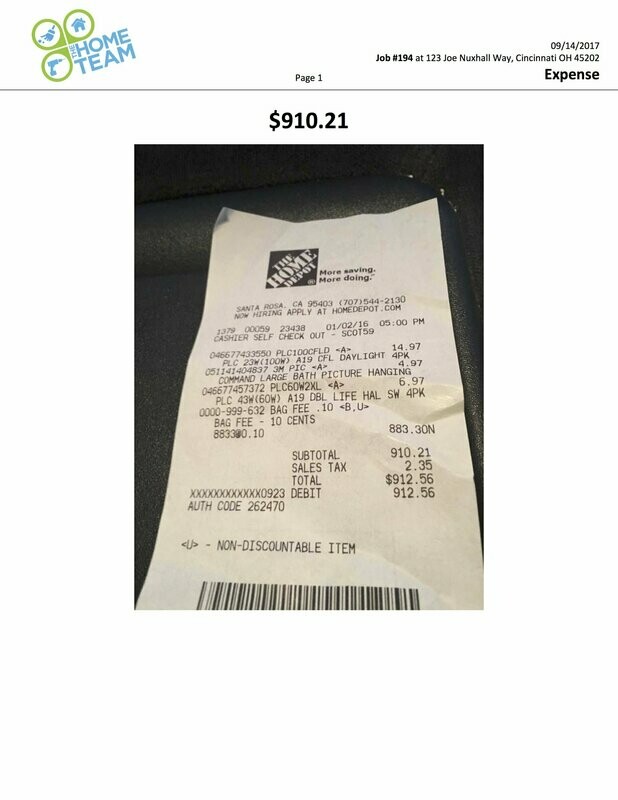 THE HOME TEAM
09/14/2017
Job #194 at 123 Joe Nuxhall Way, Cincinnati OH 45202
Page 1
Expense
$910.21
THE HOME DEPOT
More saving.
More doing.™
SANTA ROSA, CA 95403 (707)544-2130
NOW HIRING APPLY AT HOMEDEPOT.COM
1379 00059 23438 01/02/16 05:00 PM
CASHIER SELF CHECK OUT - SCOT59
046677433550 PLC100CFLD <A> 14.97
PLC 23W(100W) A19 CFL DAYLIGHT 4PK
051141404837 3M PIC <A> 4.97
COMMAND LARGE BATH PICTURE HANGING
046677457372 PLC60W2XL <A> 6.97
PLC 43W(60W) A19 DBL LIFE HAL SW 4PK
0000-999-632 BAG FEE .10 <B,U>
BAG FEE - 10 CENTS
8833@0.10 883.30N
SUBTOTAL 910.21
SALES TAX 2.35
TOTAL $912.56
XXXXXXXXXXXX0923 DEBIT 912.56
AUTH CODE 262470
<U> - NON-DISCOUNTABLE ITEM